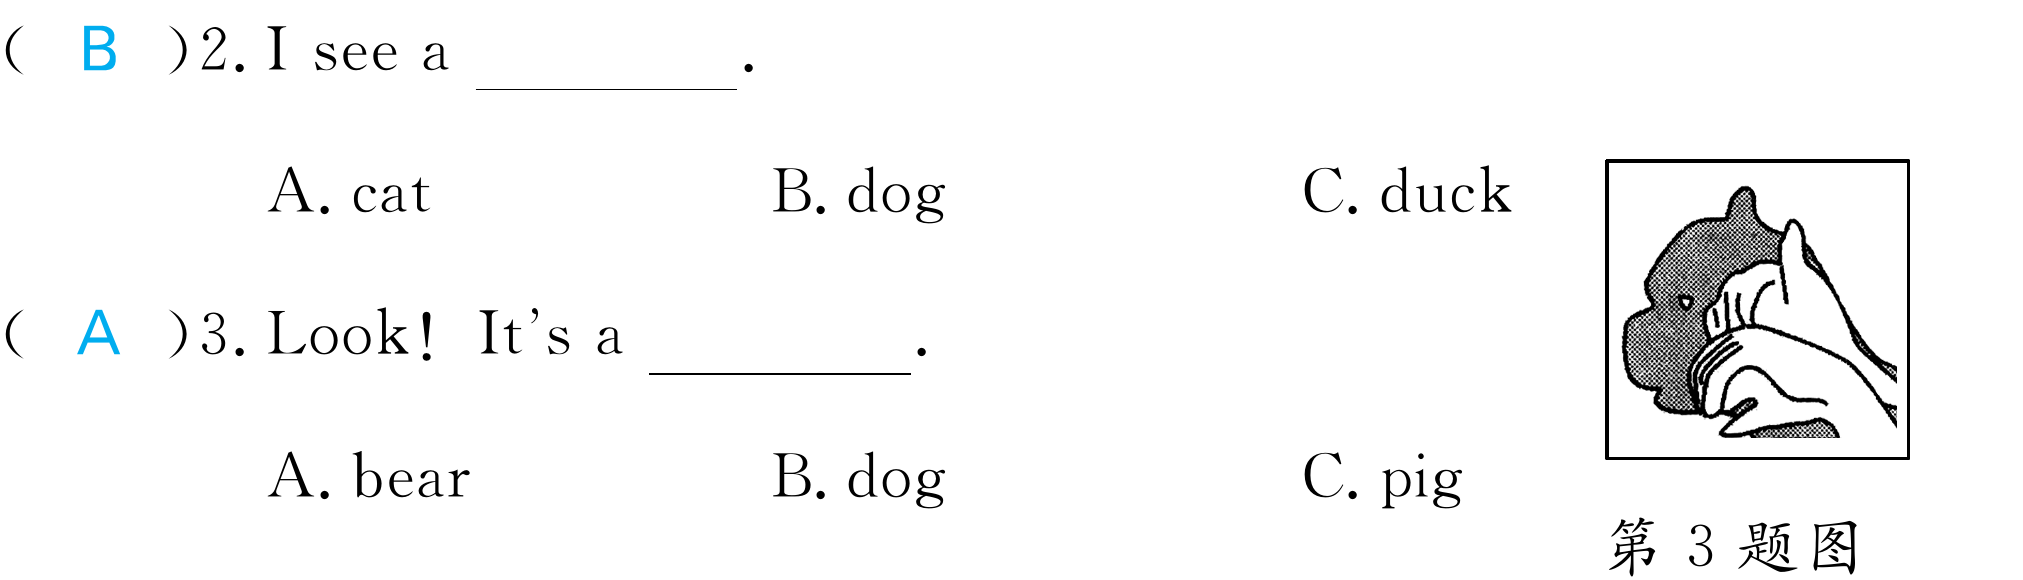 ( B )2. I see a ________.
A. cat B. dog C. duck
( A )3. Look! It's a ________.
A. bear B. dog C. pig
第 3 题图